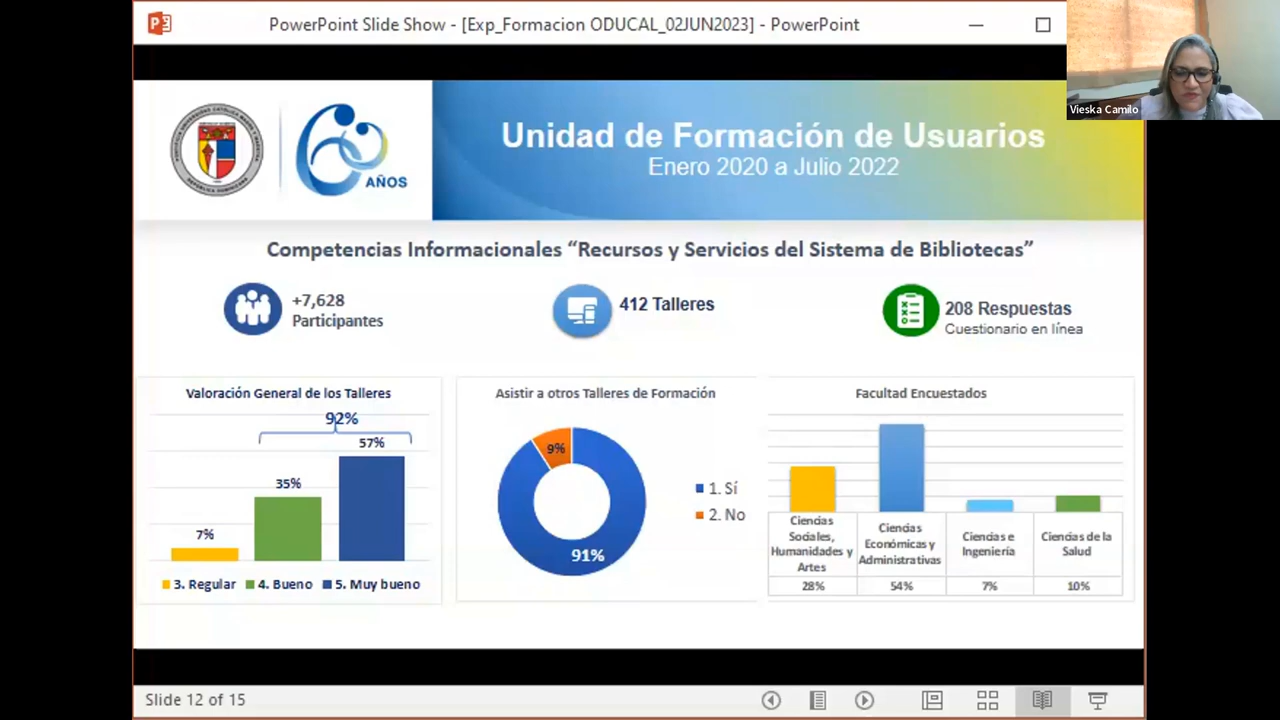 PowerPoint Slide Show - [Exp_Formacion ODUCAL_02JUN2023] - PowerPoint
Vieska Camilo
AÑOS
Unidad de Formación de Usuarios
Enero 2020 a Julio 2022
Competencias Informacionales “Recursos y Servicios del Sistema de Bibliotecas”
+7,628
Participantes
412 Talleres
208 Respuestas
Cuestionario en línea
Valoración General de los Talleres
92%
57%
35%
7%
3. Regular 4. Bueno 5. Muy bueno
Asistir a otros Talleres de Formación
9%
91%
1. Sí
2. No
Facultad Encuestados
Ciencias
Sociales,
Humanidades y
Artes
28%
Ciencias
Económicas y
Administrativas
54%
Ciencias e
Ingeniería
7%
Ciencias de la
Salud
10%
Slide 12 of 15